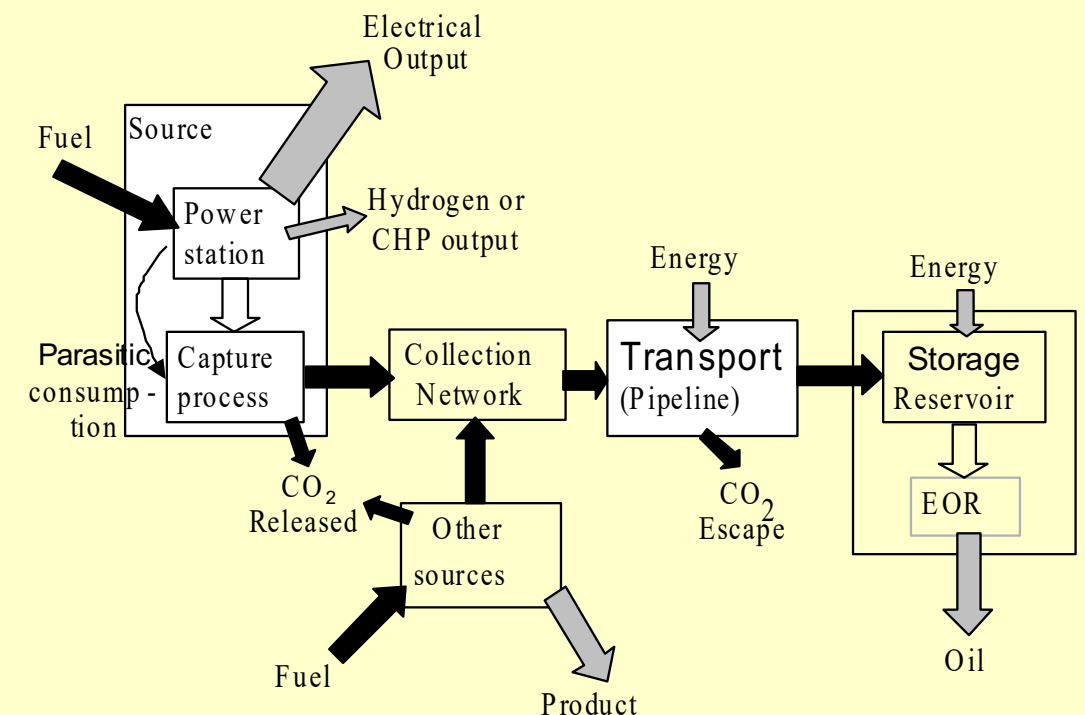 Electrical
Output
Fuel
Source
Power
station
Hydrogen or
CHP output
Parasitic
consump -
tion
Capture
process
Collection
Network
Energy
Transport
(Pipeline)
Energy
Storage
Reservoir
EOR
CO2
Released
Other
sources
CO2
Escape
Fuel
Product
Oil